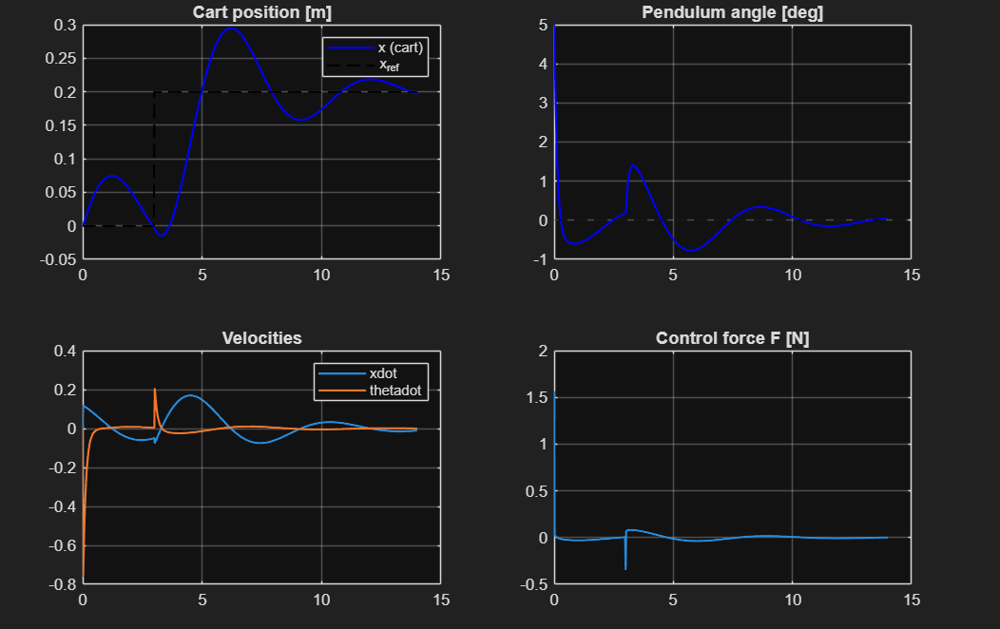 Cart position [m]
0.3
0.25
0.2
0.15
0.1
0.05
0
-0.05
0 5 10 15
x (cart)
x_ref
Pendulum angle [deg]
5
4
3
2
1
0
-1
0 5 10 15
Velocities
0.4
0.2
0
-0.2
-0.4
-0.6
-0.8
0 5 10 15
xdot
thetadot
Control force F [N]
2
1.5
1
0.5
0
-0.5
0 5 10 15